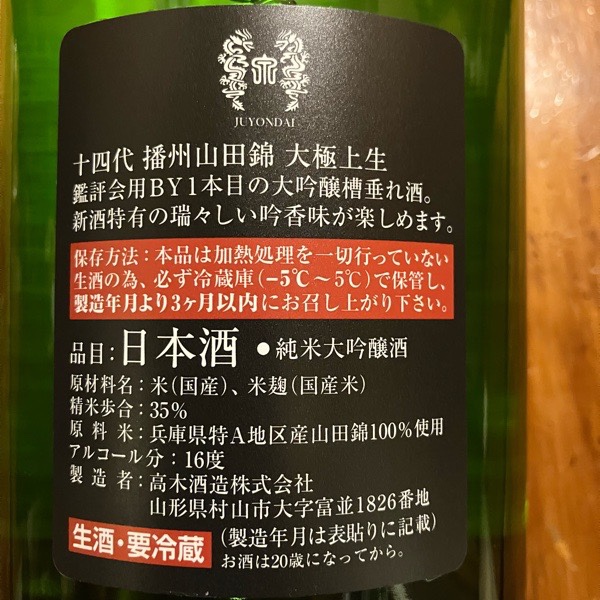 JUYONDAI
十四代 播州山田錦 大極上生
鑑評会用BY1本目の大吟醸槽垂れ酒。
新酒特有の瑞々しい吟香味が楽しめます。
保存方法：本品は加熱処理を一切行っていない
生酒の為、必ず冷蔵庫(−5℃〜5℃)で保管し、
製造年月より3ヶ月以内にお召し上がり下さい。
品目：日本酒 ●純米大吟醸酒
原材料名：米(国産)、米麹(国産米)
精米歩合：35%
原料米：兵庫県特A地区産山田錦100%使用
アルコール分：16度
製造者：高木酒造株式会社
山形県村山市大字富並1826番地
生酒・要冷蔵
(製造年月は表貼りに記載)
お酒は20歳になってから。